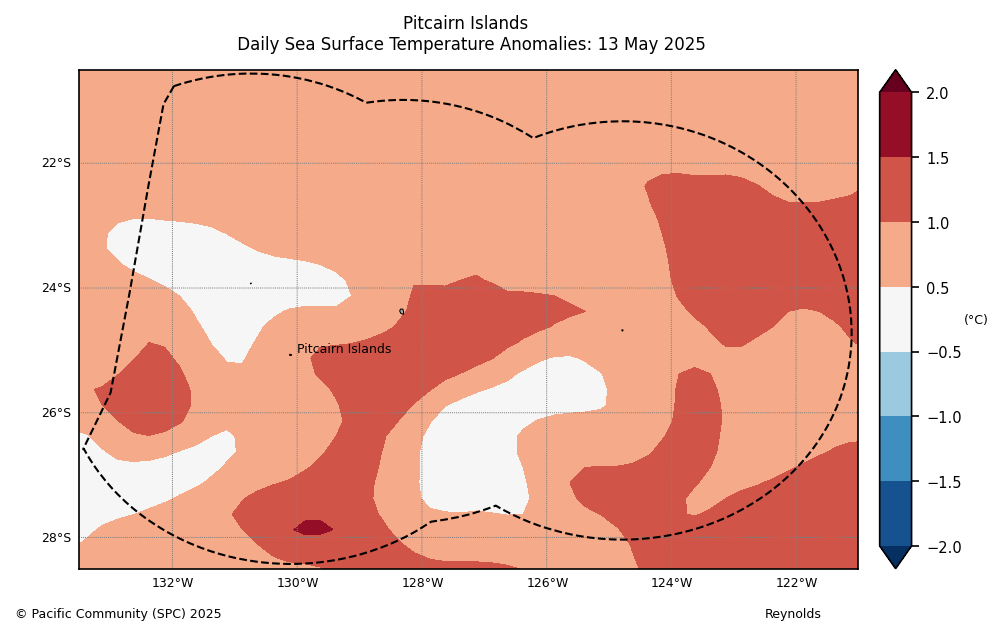 Pitcairn Islands
Daily Sea Surface Temperature Anomalies: 13 May 2025
22°S
24°S
26°S
28°S
Pitcairn Islands
132°W 130°W 128°W 126°W 124°W 122°W
2.0
1.5
1.0
0.5
−0.5
−1.0
−1.5
−2.0
(°C)
© Pacific Community (SPC) 2025 Reynolds